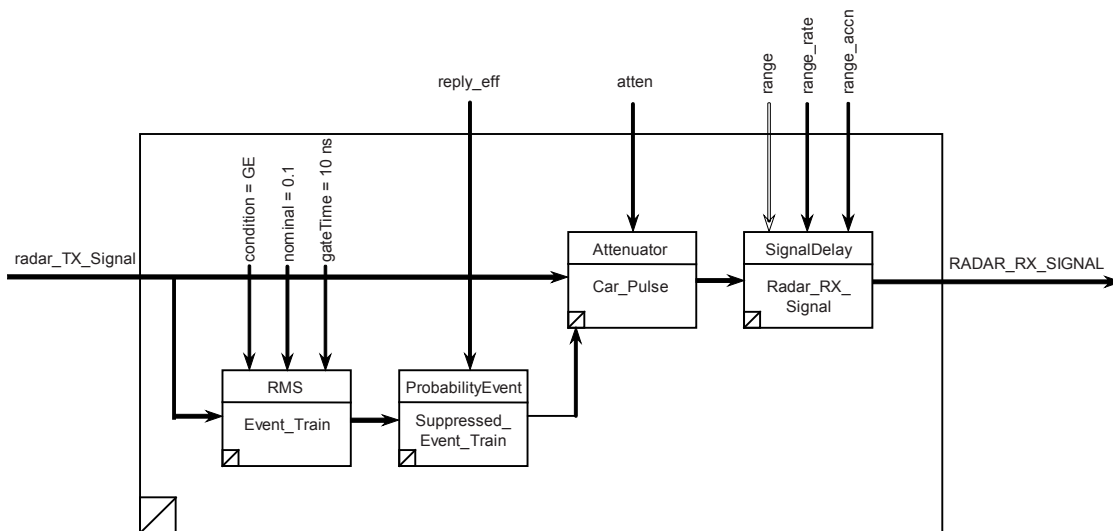 range
range_rate
range_accn
reply_eff
atten
condition = GE
nominal = 0.1
gateTime = 10 ns
radar_TX_Signal
Attenuator
Car_Pulse
SignalDelay
Radar_RX_
Signal
RADAR_RX_SIGNAL
RMS
Event_Train
ProbabilityEvent
Suppressed_
Event_Train